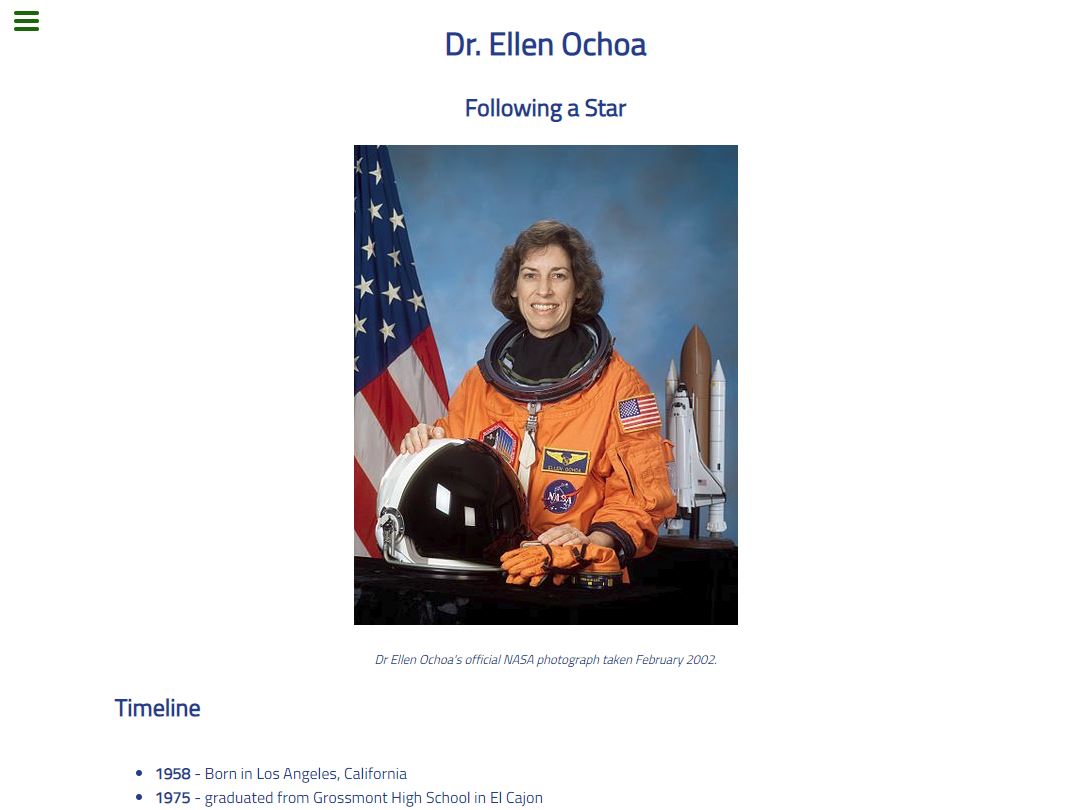 Dr. Ellen Ochoa
Following a Star
ELLEN OCHOA
NASA
Dr Ellen Ochoa's official NASA photograph taken February 2002.
Timeline
1958 - Born in Los Angeles, California
1975 - graduated from Grossmont High School in El Cajon